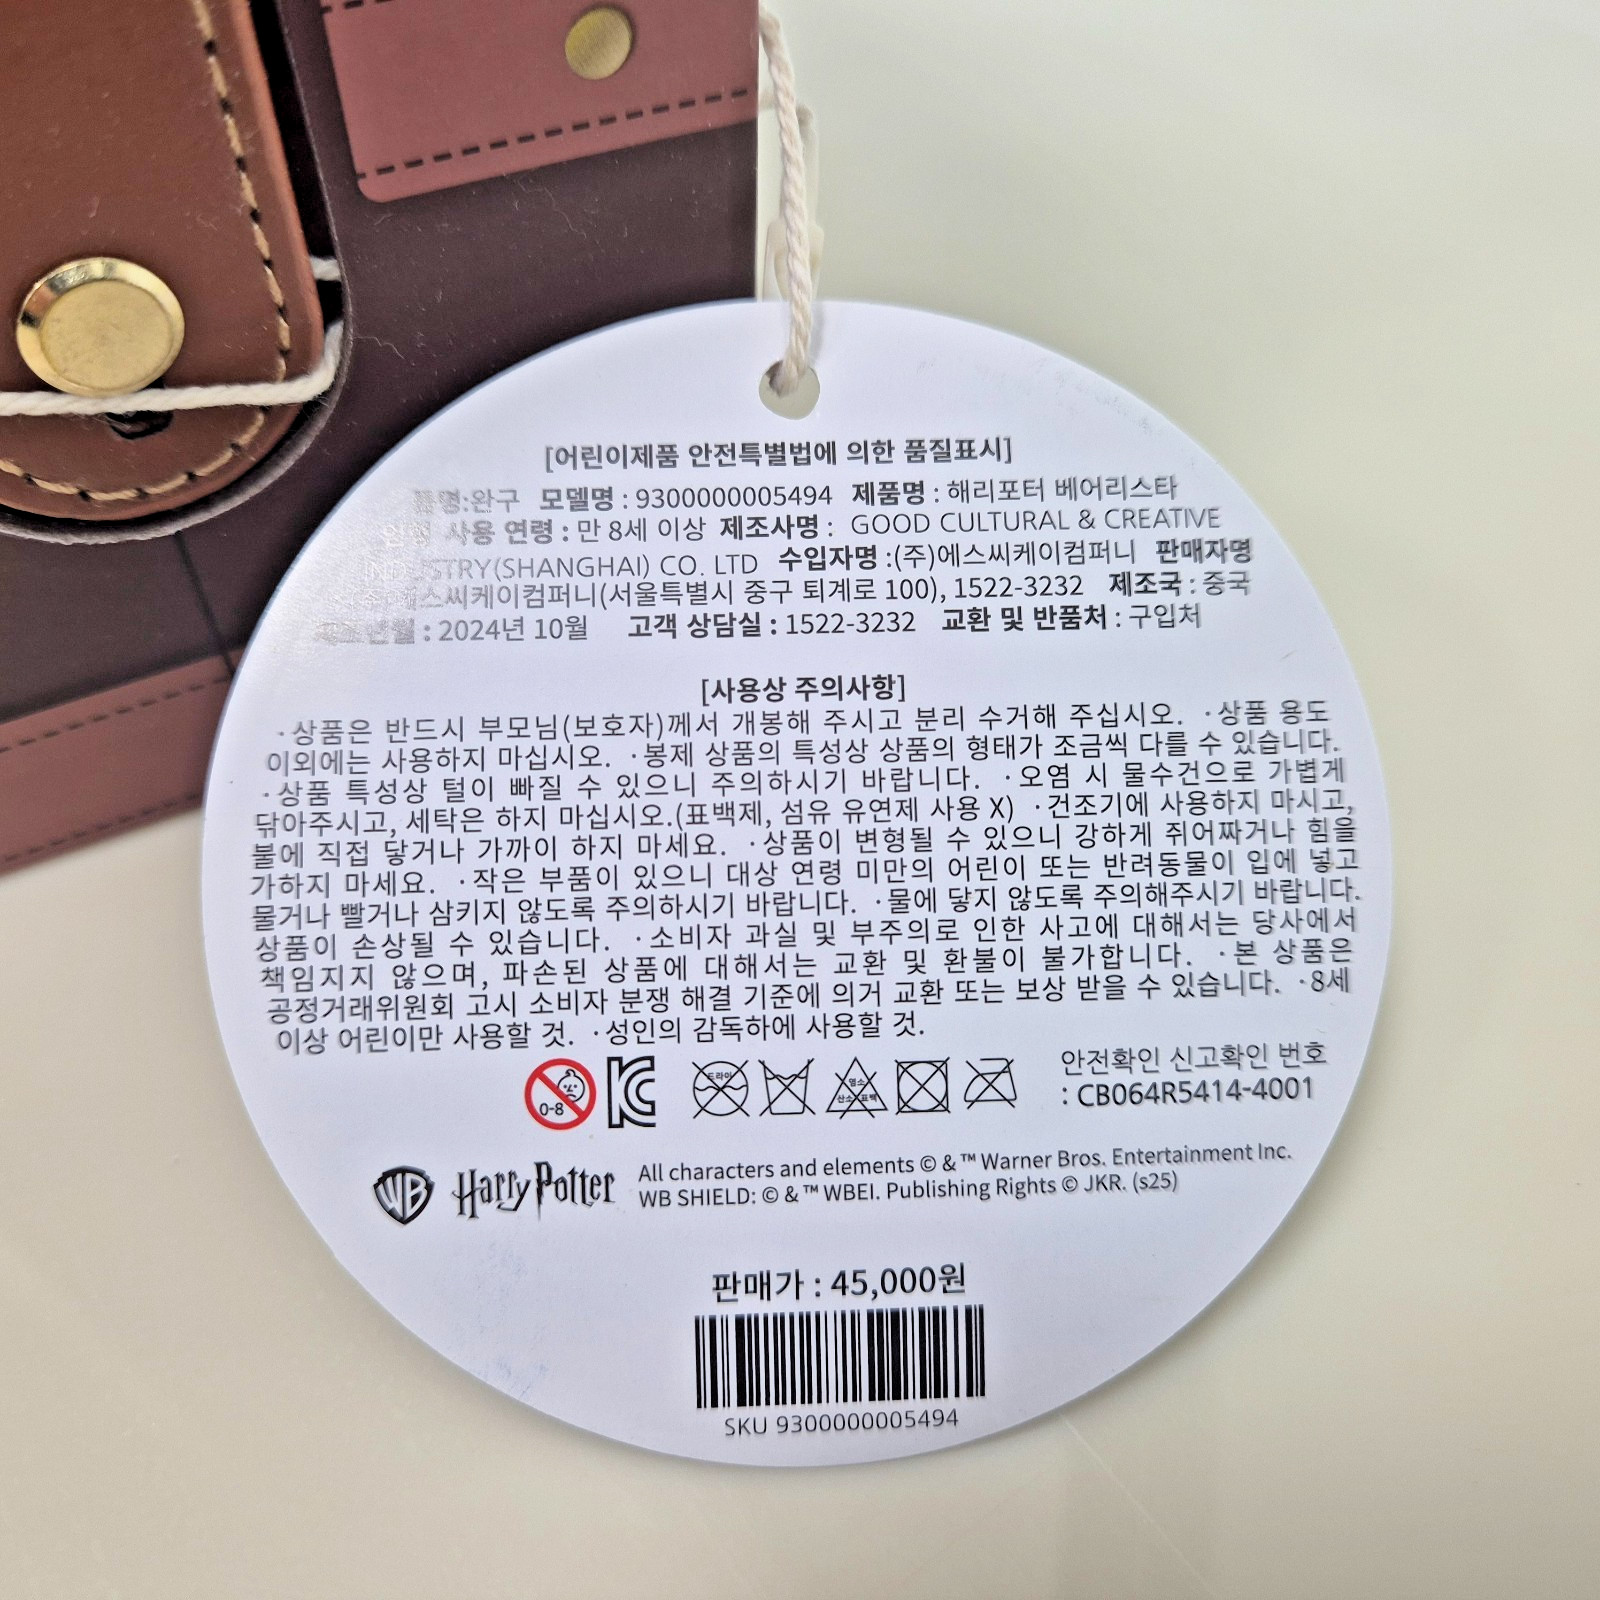 [어린이제품 안전특별법에 의한 품질표시]
품명:완구 모델명 : 9300000005494 제품명 : 해리포터 베어리스타
사용 연령 : 만 8세 이상 제조사명 : GOOD CULTURAL & CREATIVE
INDUSTRY(SHANGHAI) CO. LTD 수입자명 :(주)에스씨케이컴퍼니 판매자명
에스씨케이컴퍼니(서울특별시 중구 퇴계로 100), 1522-3232 제조국 : 중국
제조년월 : 2024년 10월 고객 상담실 : 1522-3232 교환 및 반품처 : 구입처
[사용상 주의사항]
·상품은 반드시 부모님(보호자)께서 개봉해 주시고 분리 수거해 주십시오. ·상품 용도
이외에는 사용하지 마십시오. ·봉제 상품의 특성상 상품의 형태가 조금씩 다를 수 있습니다.
·상품 특성상 털이 빠질 수 있으니 주의하시기 바랍니다. ·오염 시 물수건으로 가볍게
닦아주시고, 세탁은 하지 마십시오.(표백제, 섬유 유연제 사용 X) ·건조기에 사용하지 마시고,
불에 직접 닿거나 가까이 하지 마세요. ·상품이 변형될 수 있으니 강하게 쥐어짜거나 힘을
가하지 마세요. ·작은 부품이 있으니 대상 연령 미만의 어린이 또는 반려동물이 입에 넣고
물거나 빨거나 삼키지 않도록 주의하시기 바랍니다. ·물에 닿지 않도록 주의해주시기 바랍니다.
상품이 손상될 수 있습니다. ·소비자 과실 및 부주의로 인한 사고에 대해서는 당사에서
책임지지 않으며, 파손된 상품에 대해서는 교환 및 환불이 불가합니다. ·본 상품은
공정거래위원회 고시 소비자 분쟁 해결 기준에 의거 교환 또는 보상 받을 수 있습니다. ·8세
이상 어린이만 사용할 것. ·성인의 감독하에 사용할 것.
0-8 KC 드라이 염소 산소 표백
안전확인 신고확인 번호
: CB064R5414-4001
WB Harry Potter
All characters and elements © & ™ Warner Bros. Entertainment Inc.
WB SHIELD: © & ™ WBEI. Publishing Rights © JKR. (s25)
판매가 : 45,000원
SKU 9300000005494